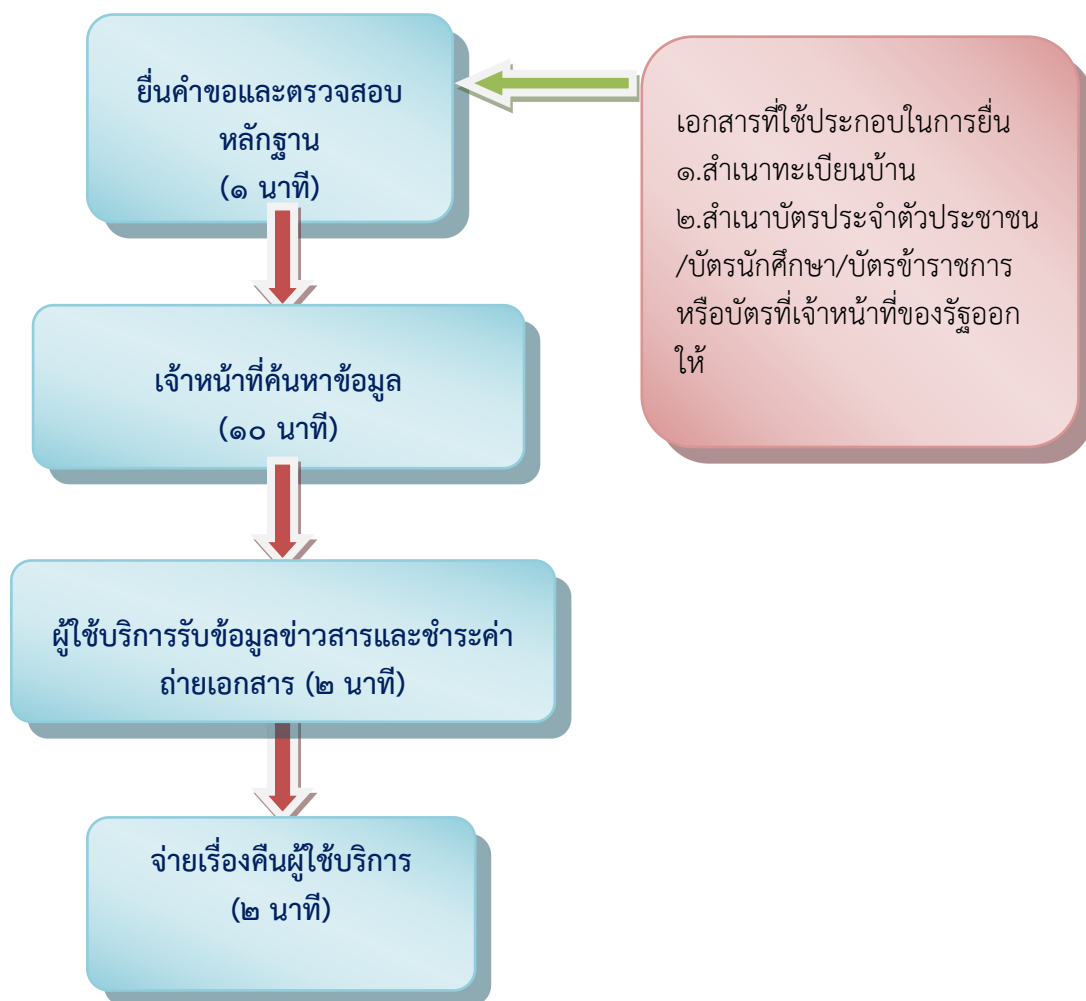 ยื่นคำขอและตรวจสอบ
หลักฐาน
(๑ นาที)
เอกสารที่ใช้ประกอบในการยื่น
๑.สำเนาทะเบียนบ้าน
๒.สำเนาบัตรประจำตัวประชาชน
/บัตรนักศึกษา/บัตรข้าราชการ
หรือบัตรที่เจ้าหน้าที่ของรัฐออก
ให้
เจ้าหน้าที่ค้นหาข้อมูล
(๑๐ นาที)
ผู้ใช้บริการรับข้อมูลข่าวสารและชำระค่า
ถ่ายเอกสาร (๒ นาที)
จ่ายเรื่องคืนผู้ใช้บริการ
(๒ นาที)